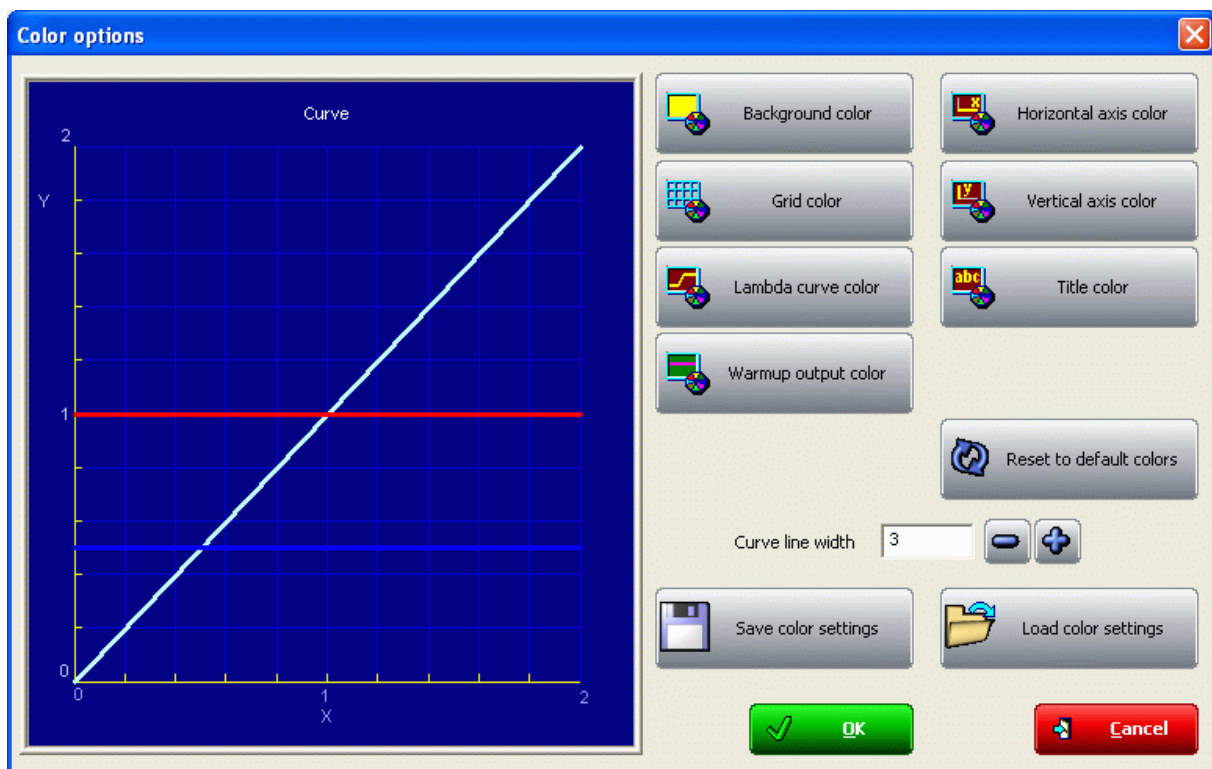 Color options
Curve
2
Y
1
0
0
1
2
X
Background color
Horizontal axis color
Grid color
Vertical axis color
Lambda curve color
Title color
Warmup output color
Reset to default colors
Curve line width 3
Save color settings
Load color settings
OK
Cancel